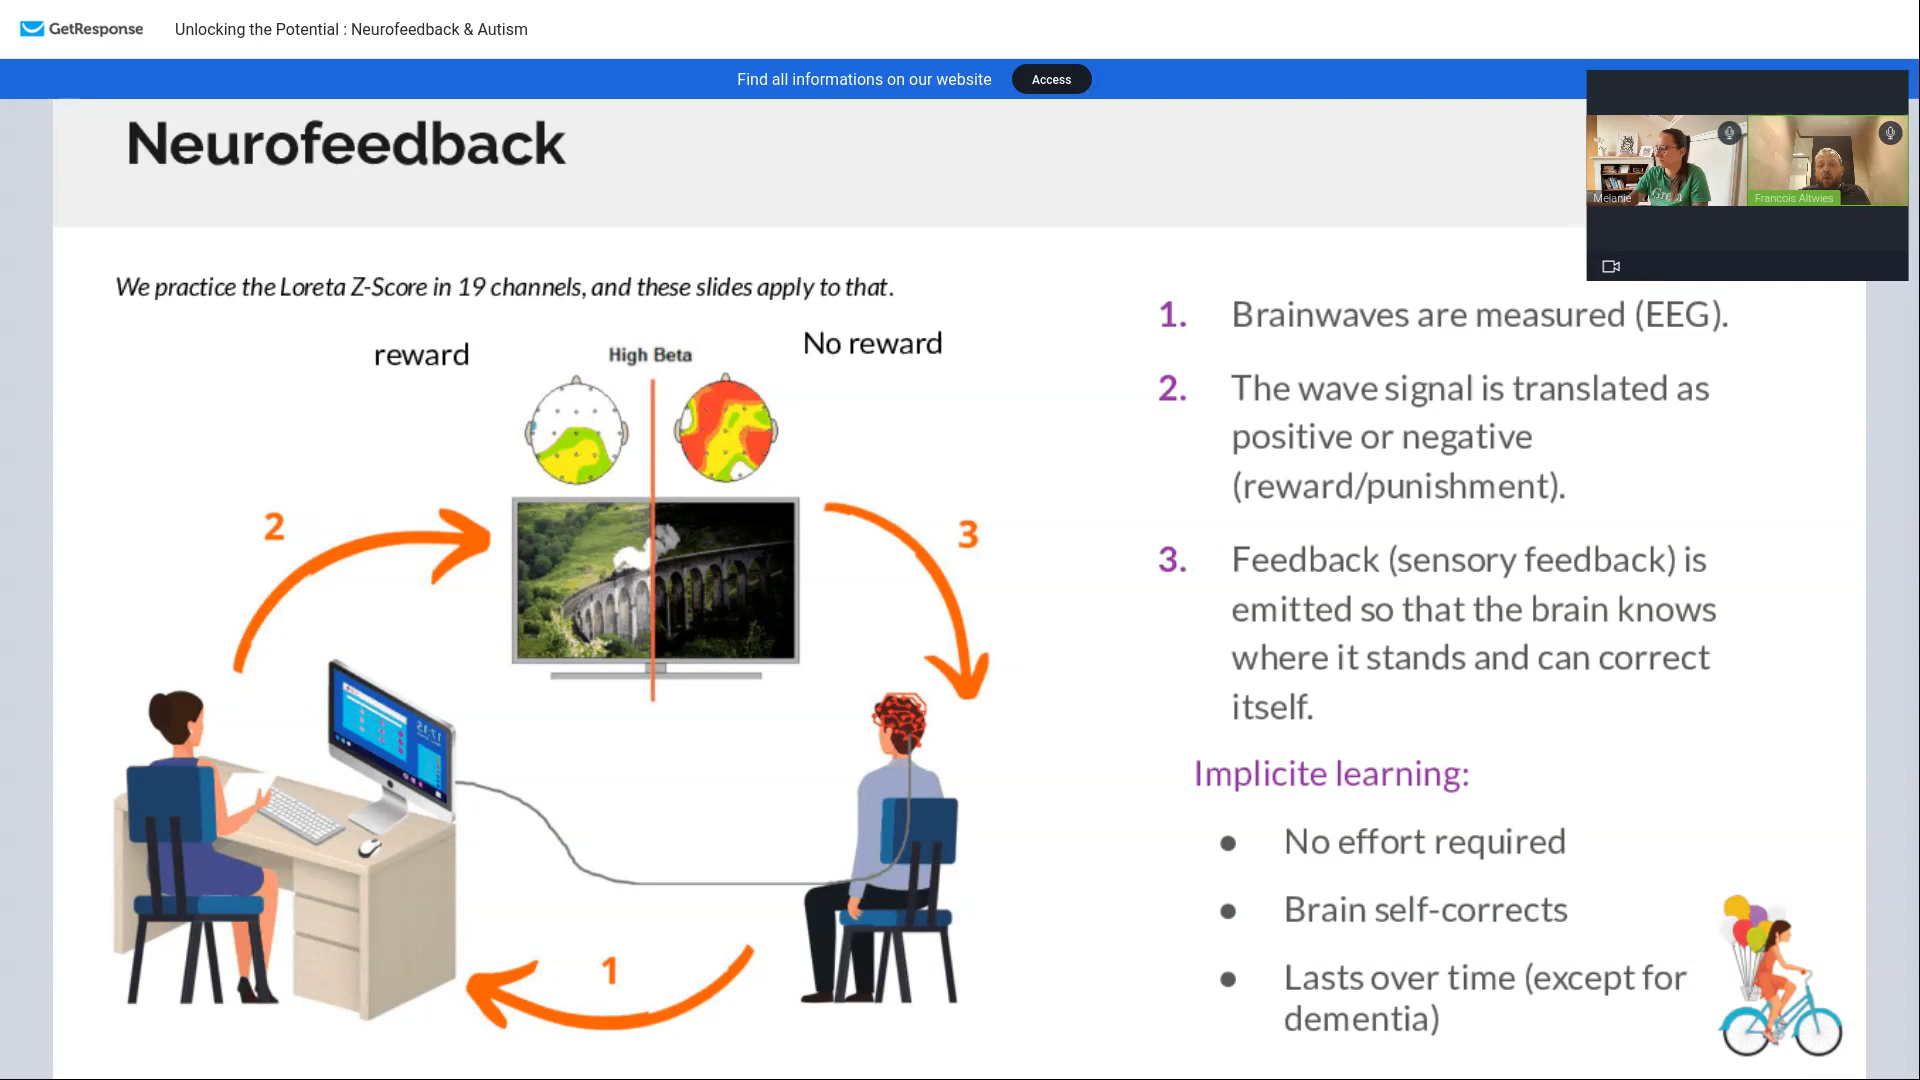 GetResponse
Unlocking the Potential : Neurofeedback & Autism
Find all informations on our website
Access
Neurofeedback
Melanie
Francois Altwies
We practice the Loreta Z-Score in 19 channels, and these slides apply to that.
reward
High Beta
No reward
2
3
1
1. Brainwaves are measured (EEG).
2. The wave signal is translated as
positive or negative
(reward/punishment).
3. Feedback (sensory feedback) is
emitted so that the brain knows
where it stands and can correct
itself.
Implicite learning:
● No effort required
● Brain self-corrects
● Lasts over time (except for
dementia)